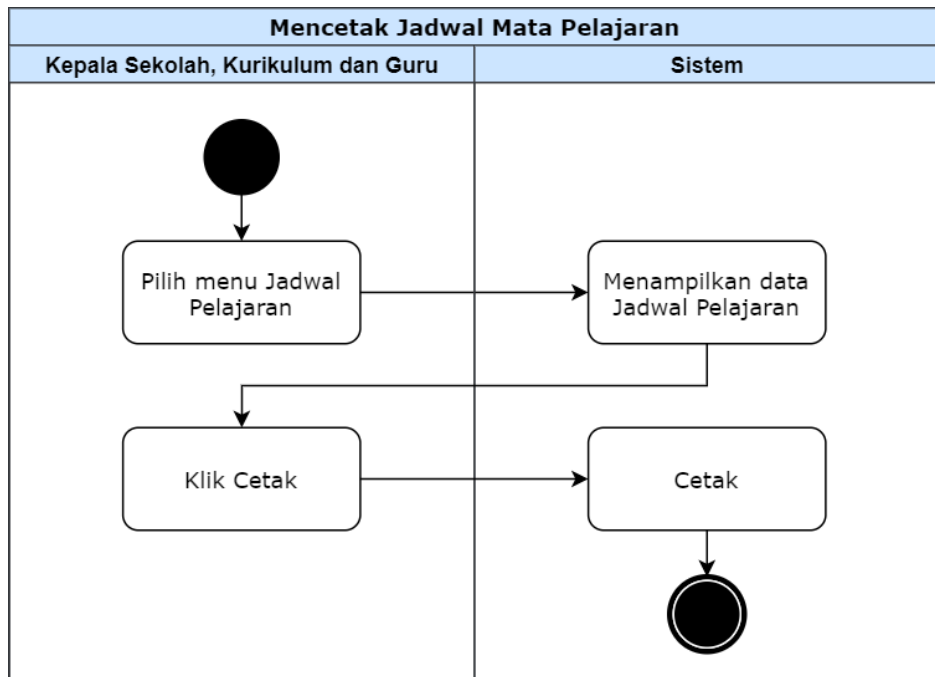 Mencetak Jadwal Mata Pelajaran
Kepala Sekolah, Kurikulum dan Guru
Sistem
Pilih menu Jadwal
Pelajaran
Menampilkan data
Jadwal Pelajaran
Klik Cetak
Cetak